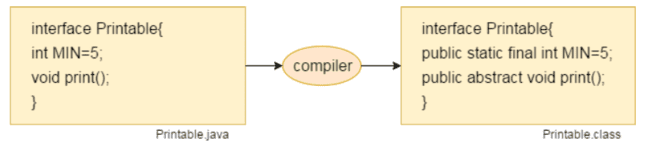 interface Printable{
int MIN=5;
void print();
}
Printable.java
compiler
interface Printable{
public static final int MIN=5;
public abstract void print();
}
Printable.class